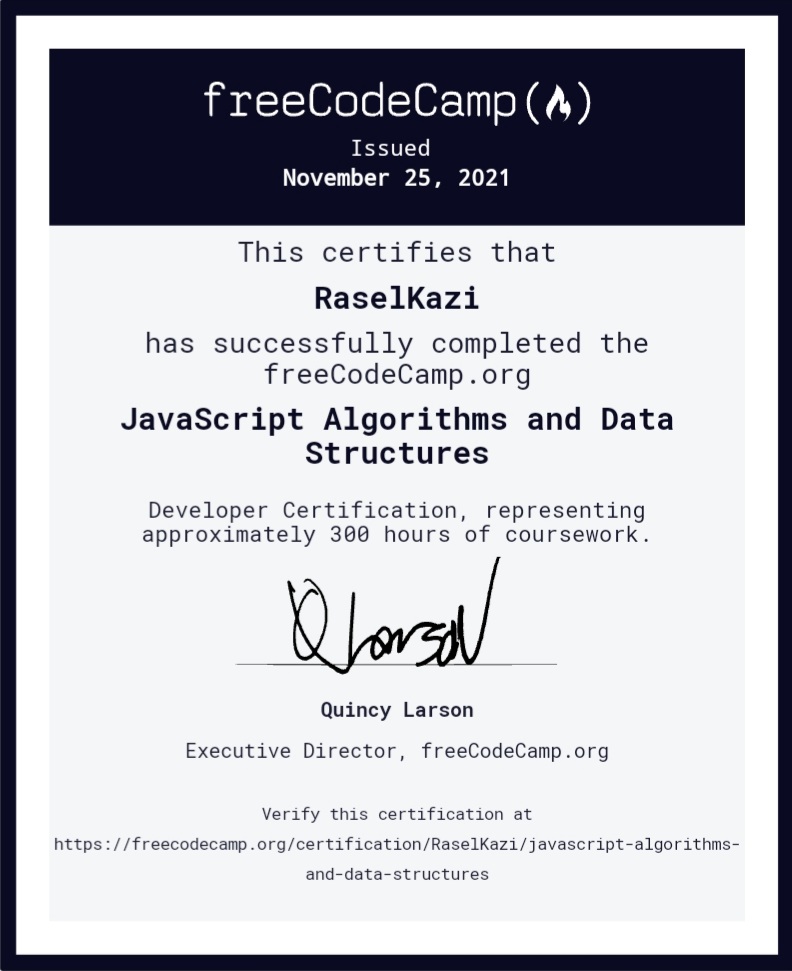 freeCodeCamp(🔥)
Issued
November 25, 2021
This certifies that
RaselKazi
has successfully completed the
freeCodeCamp.org
JavaScript Algorithms and Data
Structures
Developer Certification, representing
approximately 300 hours of coursework.
Q Larson
Quincy Larson
Executive Director, freeCodeCamp.org
Verify this certification at
https://freecodecamp.org/certification/RaselKazi/javascript-algorithms-
and-data-structures